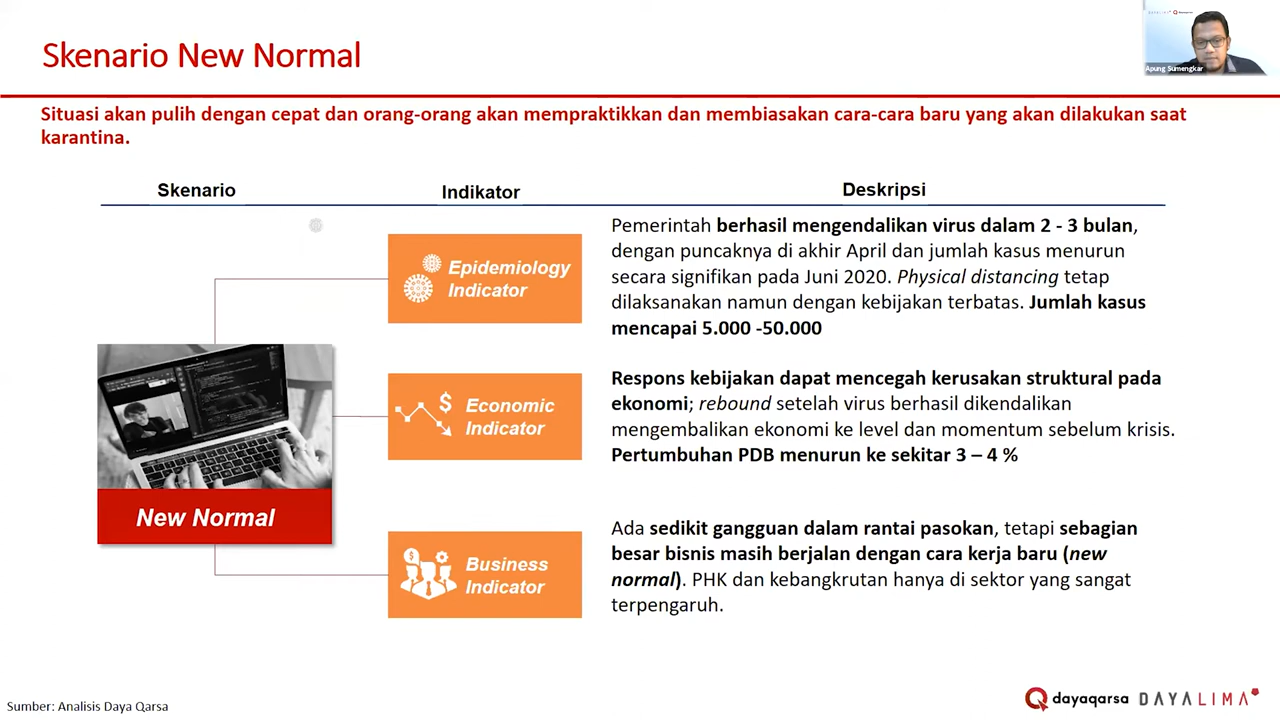 Skenario New Normal
DAYALIMA Qarsa
Apung Sumengkar
Situasi akan pulih dengan cepat dan orang-orang akan mempraktikkan dan membiasakan cara-cara baru yang akan dilakukan saat
karantina.
Skenario
Indikator
Deskripsi
Epidemiology
Indicator
Pemerintah berhasil mengendalikan virus dalam 2 - 3 bulan,
dengan puncaknya di akhir April dan jumlah kasus menurun
secara signifikan pada Juni 2020. Physical distancing tetap
dilaksanakan namun dengan kebijakan terbatas. Jumlah kasus
mencapai 5.000 -50.000
Economic
Indicator
Respons kebijakan dapat mencegah kerusakan struktural pada
ekonomi; rebound setelah virus berhasil dikendalikan
mengembalikan ekonomi ke level dan momentum sebelum krisis.
Pertumbuhan PDB menurun ke sekitar 3 – 4 %
New Normal
Business
Indicator
Ada sedikit gangguan dalam rantai pasokan, tetapi sebagian
besar bisnis masih berjalan dengan cara kerja baru (new
normal). PHK dan kebangkrutan hanya di sektor yang sangat
terpengaruh.
Sumber: Analisis Daya Qarsa
dayaqarsa DAYALIMA